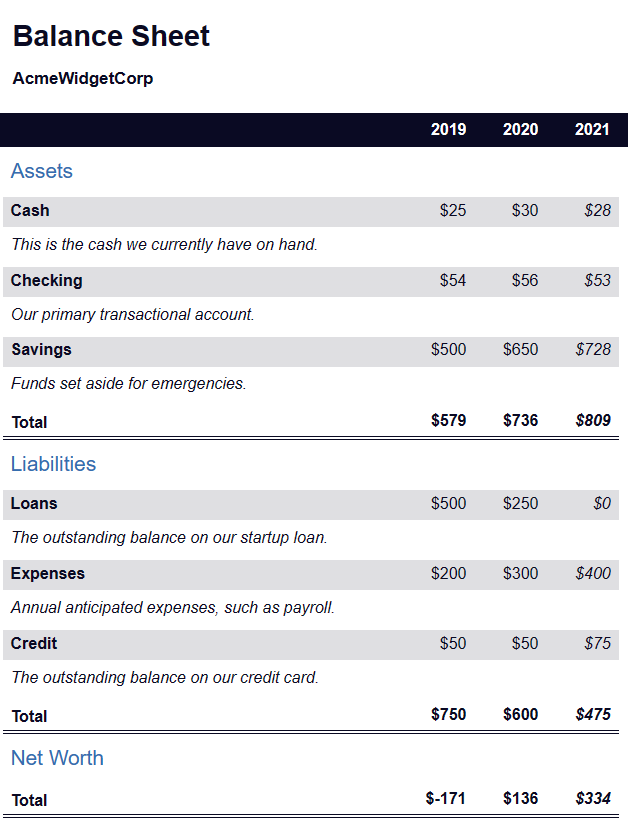 Balance Sheet
AcmeWidgetCorp
2019 2020 2021
Assets
Cash $25 $30 $28
This is the cash we currently have on hand.
Checking $54 $56 $53
Our primary transactional account.
Savings $500 $650 $728
Funds set aside for emergencies.
Total $579 $736 $809
Liabilities
Loans $500 $250 $0
The outstanding balance on our startup loan.
Expenses $200 $300 $400
Annual anticipated expenses, such as payroll.
Credit $50 $50 $75
The outstanding balance on our credit card.
Total $750 $600 $475
Net Worth
Total $-171 $136 $334